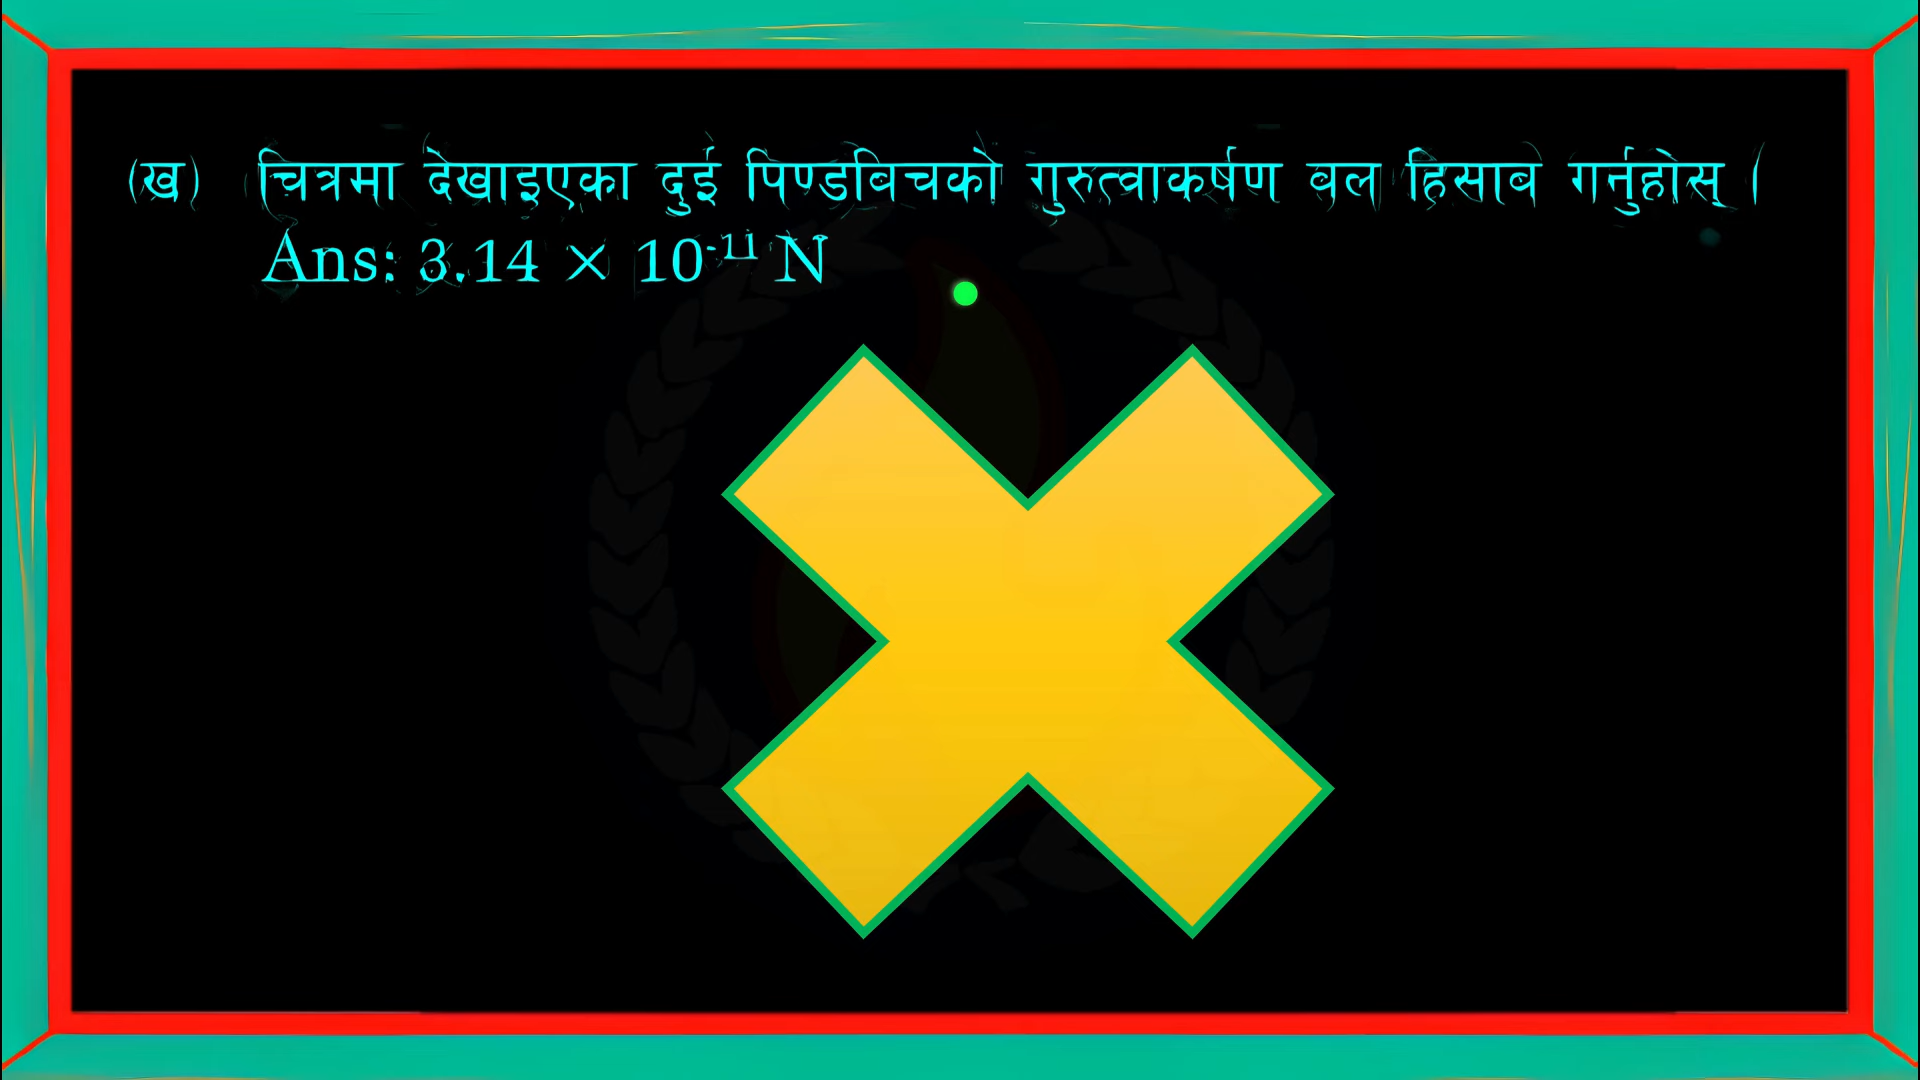 (ख) चित्रमा देखाइएका दुई पिण्डबिचको गुरुत्वाकर्षण बल हिसाब गर्नुहोस् ।
Ans: 3.14 × 10⁻¹¹ N